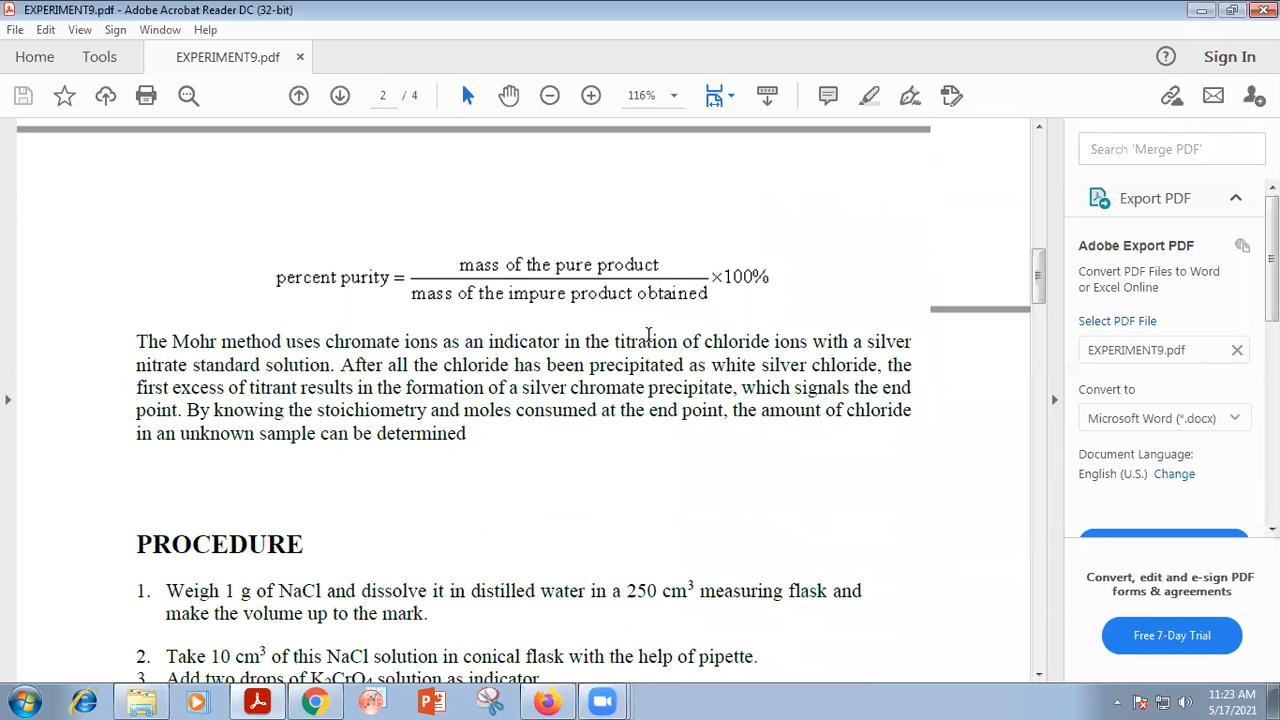 EXPERIMENT9.pdf - Adobe Acrobat Reader DC (32-bit)
File Edit View Sign Window Help
Home Tools EXPERIMENT9.pdf × Sign In
2 / 4 116%
percent purity = mass of the pure product ×100%
mass of the impure product obtained
The Mohr method uses chromate ions as an indicator in the titration of chloride ions with a silver
nitrate standard solution. After all the chloride has been precipitated as white silver chloride, the
first excess of titrant results in the formation of a silver chromate precipitate, which signals the end
point. By knowing the stoichiometry and moles consumed at the end point, the amount of chloride
in an unknown sample can be determined
PROCEDURE
1. Weigh 1 g of NaCl and dissolve it in distilled water in a 250 cm³ measuring flask and
make the volume up to the mark.
2. Take 10 cm³ of this NaCl solution in conical flask with the help of pipette.
3. Add two drops of K₂CrO₄ solution as indicator
Search 'Merge PDF'
Export PDF
Adobe Export PDF
Convert PDF Files to Word
or Excel Online
Select PDF File
EXPERIMENT9.pdf
Convert to
Microsoft Word (*.docx)
Document Language:
English (U.S.) Change
Convert, edit and e-sign PDF
forms & agreements
Free 7-Day Trial
11:23 AM
5/17/2021